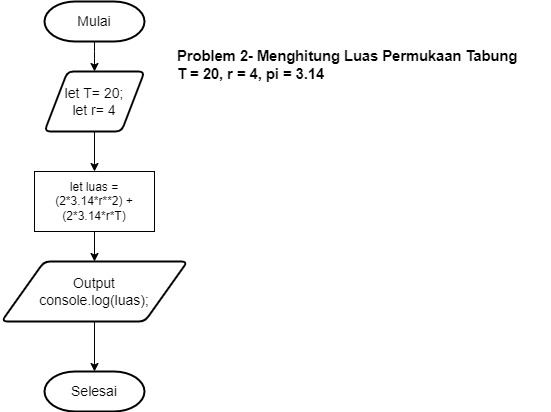 Mulai
Problem 2- Menghitung Luas Permukaan Tabung
T = 20, r = 4, pi = 3.14
let T= 20;
let r= 4
let luas =
(2*3.14*r**2) +
(2*3.14*r*T)
Output
console.log(luas);
Selesai